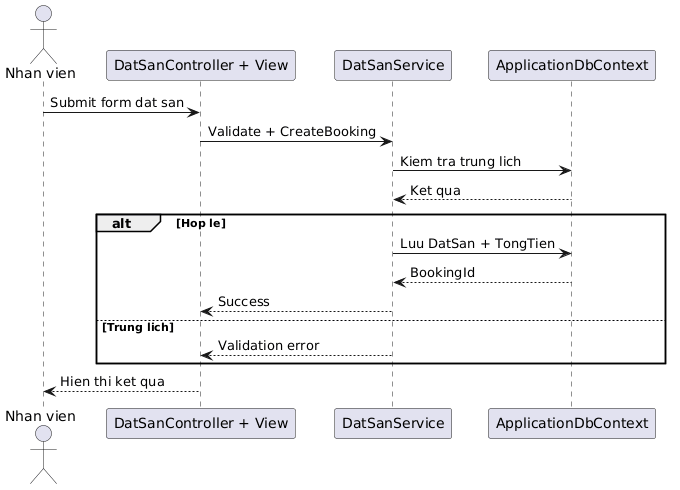 Nhan vien
DatSanController + View
DatSanService
ApplicationDbContext
Submit form dat san
Validate + CreateBooking
Kiem tra trung lich
Ket qua
alt
[Hop le]
Luu DatSan + TongTien
BookingId
Success
[Trung lich]
Validation error
Hien thi ket qua
Nhan vien
DatSanController + View
DatSanService
ApplicationDbContext